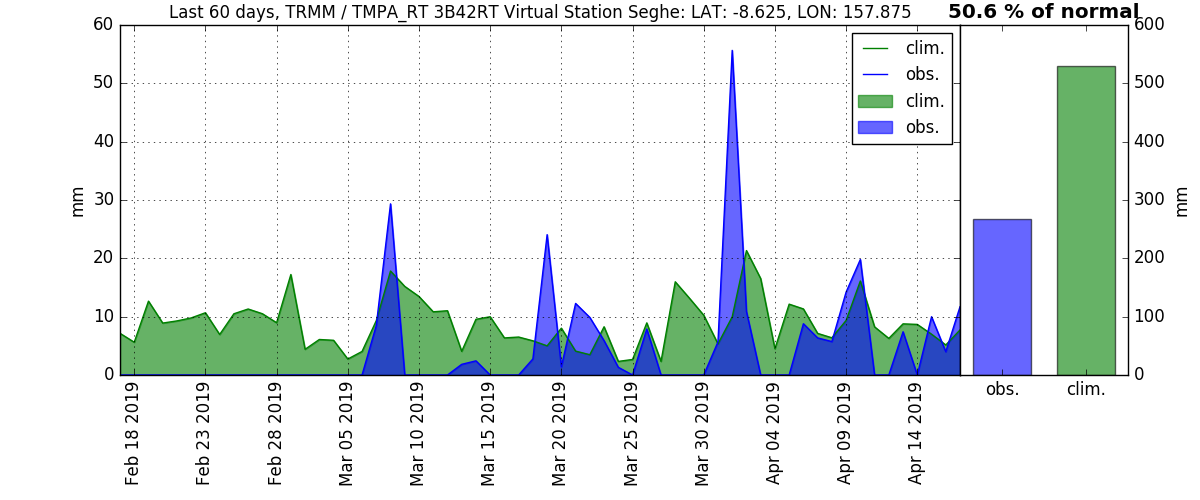 Last 60 days, TRMM / TMPA_RT 3B42RT Virtual Station Seghe: LAT: -8.625, LON: 157.875
50.6 % of normal
60
50
40
30
20
10
0
mm
clim.
obs.
clim.
obs.
Feb 18 2019
Feb 23 2019
Feb 28 2019
Mar 05 2019
Mar 10 2019
Mar 15 2019
Mar 20 2019
Mar 25 2019
Mar 30 2019
Apr 04 2019
Apr 09 2019
Apr 14 2019
600
500
400
300
200
100
0
mm
obs.
clim.